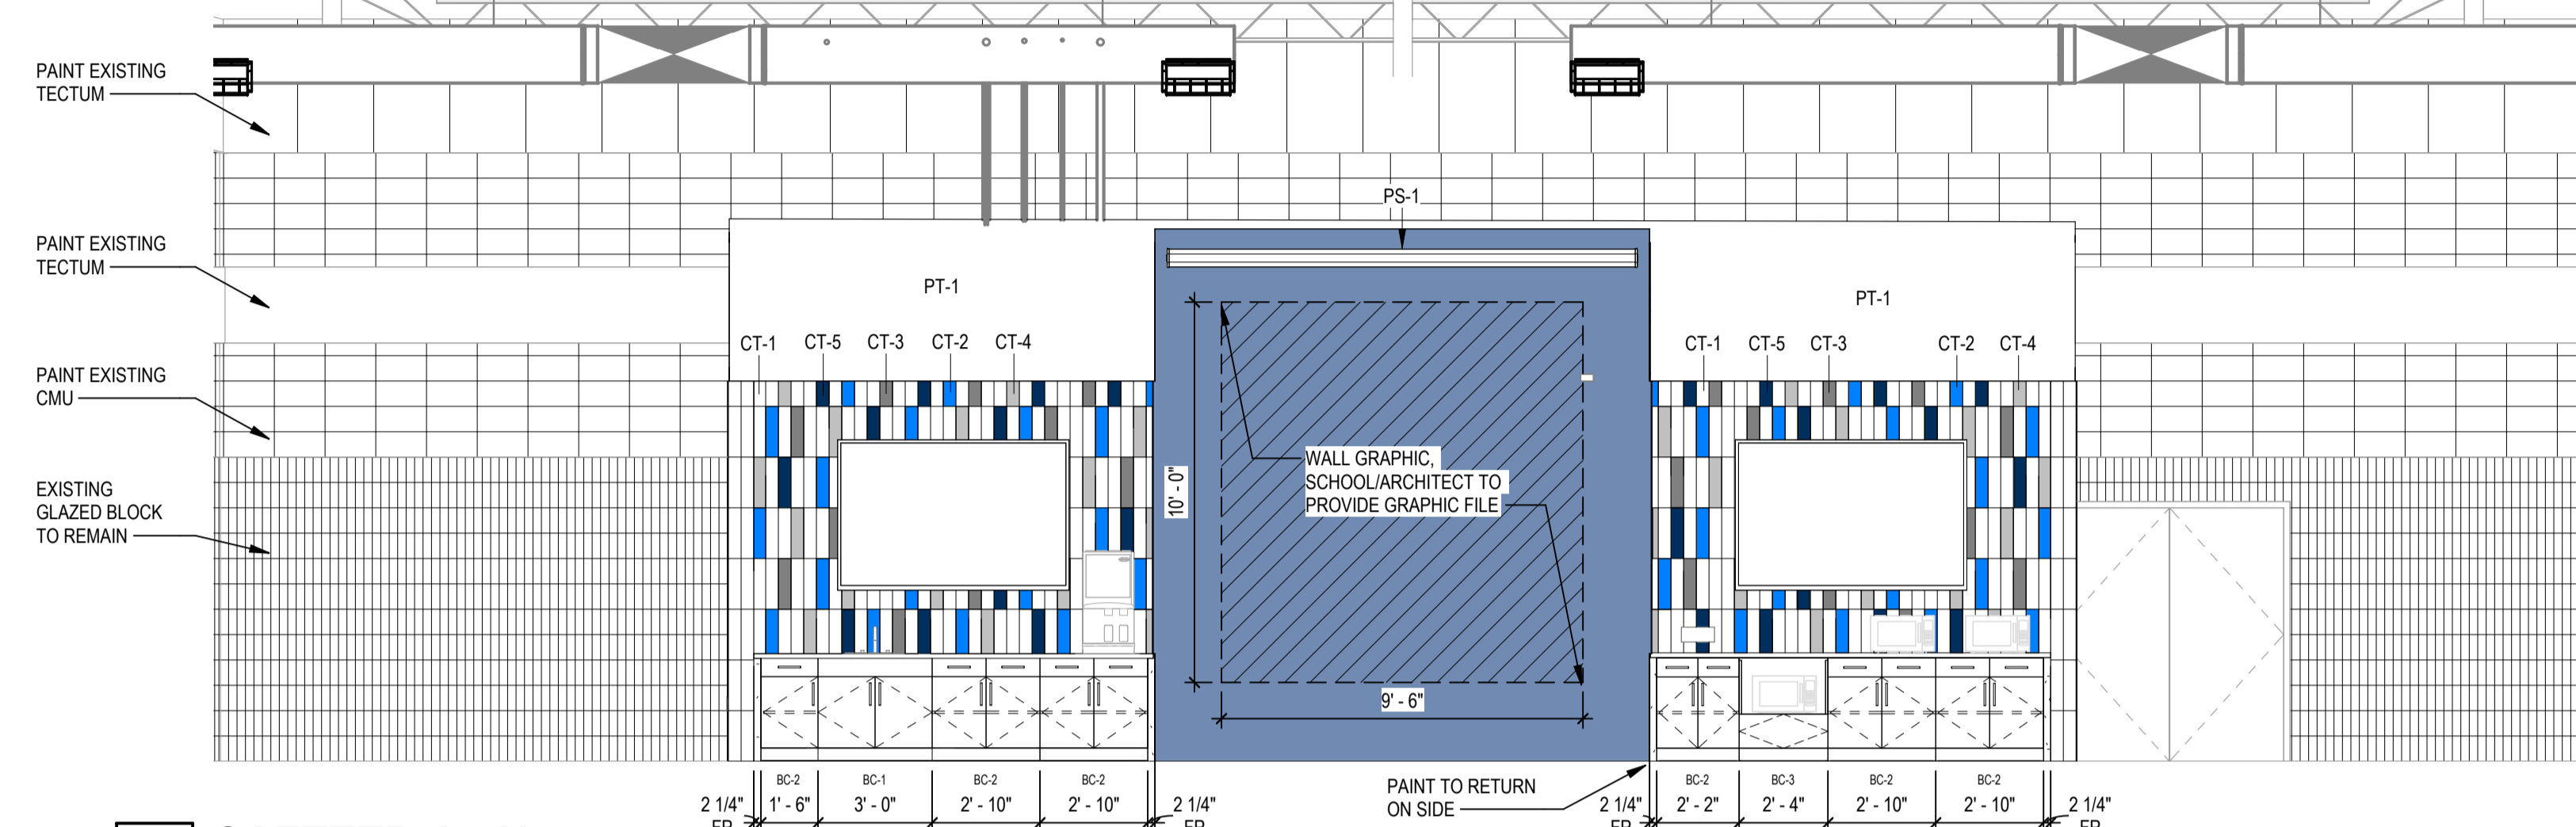 PAINT EXISTING
TECTUM
PS-1
PAINT EXISTING
TECTUM
PT-1
PT-1
CT-1
CT-5
CT-3
CT-2
CT-4
CT-1
CT-5
CT-3
CT-2
CT-4
PAINT EXISTING
CMU
EXISTING
GLAZED BLOCK
TO REMAIN
10' - 0"
WALL GRAPHIC,
SCHOOL/ARCHITECT TO
PROVIDE GRAPHIC FILE
9' - 6"
BC-2
BC-1
BC-2
BC-2
2 1/4"
1' - 6"
3' - 0"
2' - 10"
2' - 10"
2 1/4"
PAINT TO RETURN
ON SIDE
BC-2
BC-3
BC-2
BC-2
2 1/4"
2' - 2"
2' - 4"
2' - 10"
2' - 10"
2 1/4"